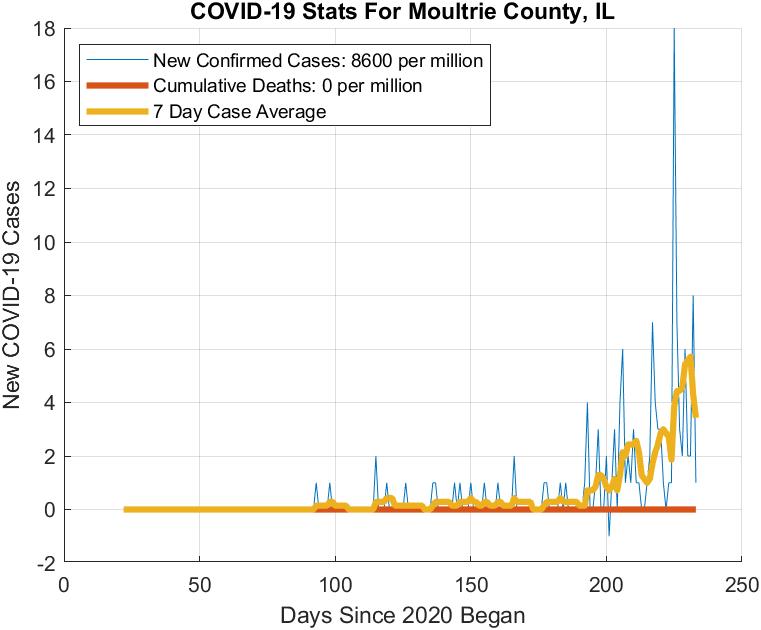 COVID-19 Stats For Moultrie County, IL
New Confirmed Cases: 8600 per million
Cumulative Deaths: 0 per million
7 Day Case Average
New COVID-19 Cases
18
16
14
12
10
8
6
4
2
0
-2
0 50 100 150 200 250
Days Since 2020 Began